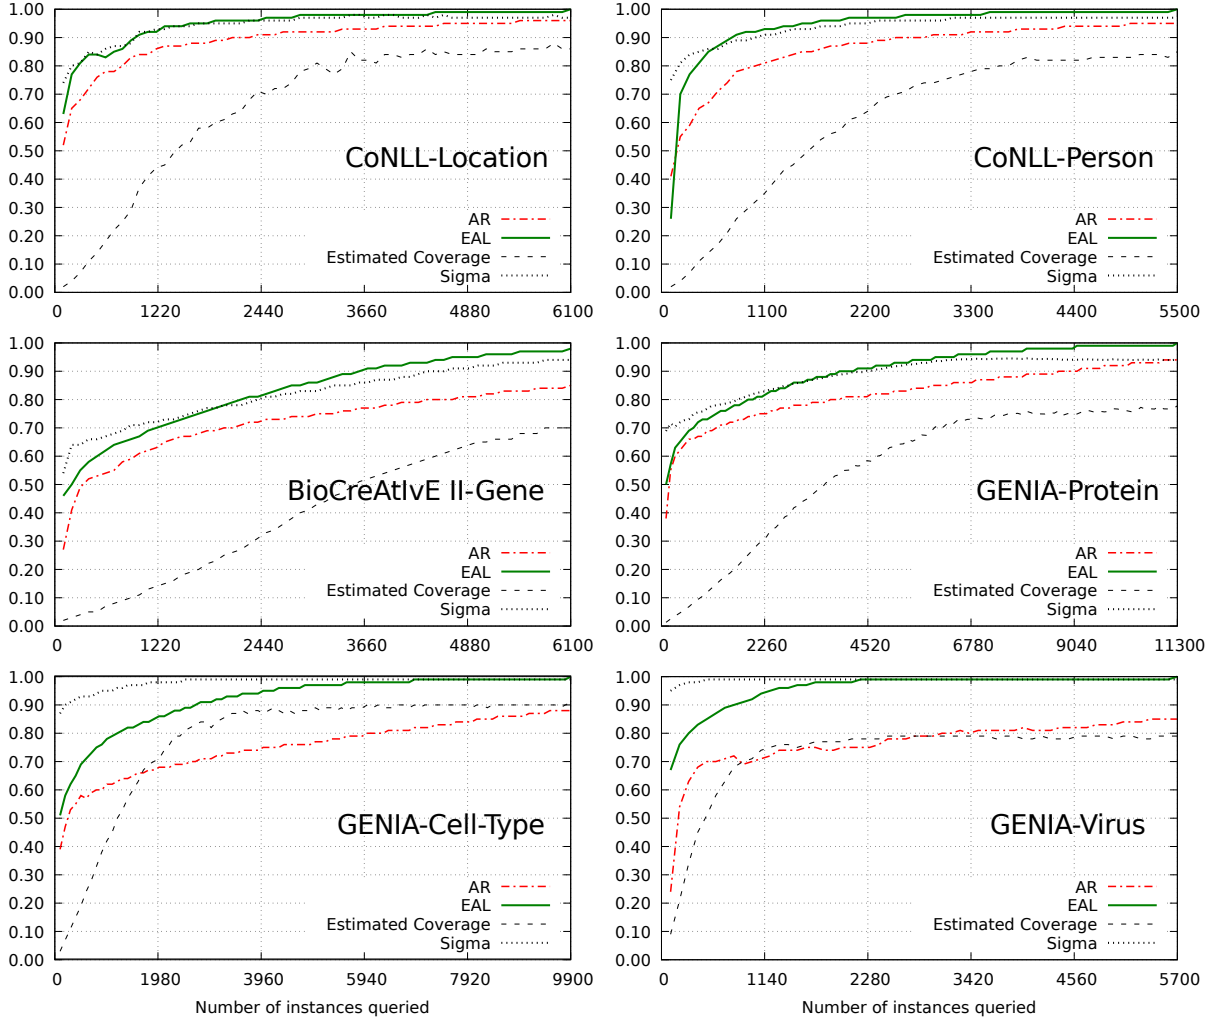 1.00
0.90
0.80
0.70
0.60
0.50
0.40
0.30
0.20
0.10
0.00
CoNLL-Location
AR
EAL
Estimated Coverage
Sigma
0 1220 2440 3660 4880 6100
1.00
0.90
0.80
0.70
0.60
0.50
0.40
0.30
0.20
0.10
0.00
CoNLL-Person
AR
EAL
Estimated Coverage
Sigma
0 1100 2200 3300 4400 5500
1.00
0.90
0.80
0.70
0.60
0.50
0.40
0.30
0.20
0.10
0.00
BioCreAtIvE II-Gene
AR
EAL
Estimated Coverage
Sigma
0 1220 2440 3660 4880 6100
1.00
0.90
0.80
0.70
0.60
0.50
0.40
0.30
0.20
0.10
0.00
GENIA-Protein
AR
EAL
Estimated Coverage
Sigma
0 2260 4520 6780 9040 11300
1.00
0.90
0.80
0.70
0.60
0.50
0.40
0.30
0.20
0.10
0.00
GENIA-Cell-Type
AR
EAL
Estimated Coverage
Sigma
0 1980 3960 5940 7920 9900
Number of instances queried
1.00
0.90
0.80
0.70
0.60
0.50
0.40
0.30
0.20
0.10
0.00
GENIA-Virus
AR
EAL
Estimated Coverage
Sigma
0 1140 2280 3420 4560 5700
Number of instances queried